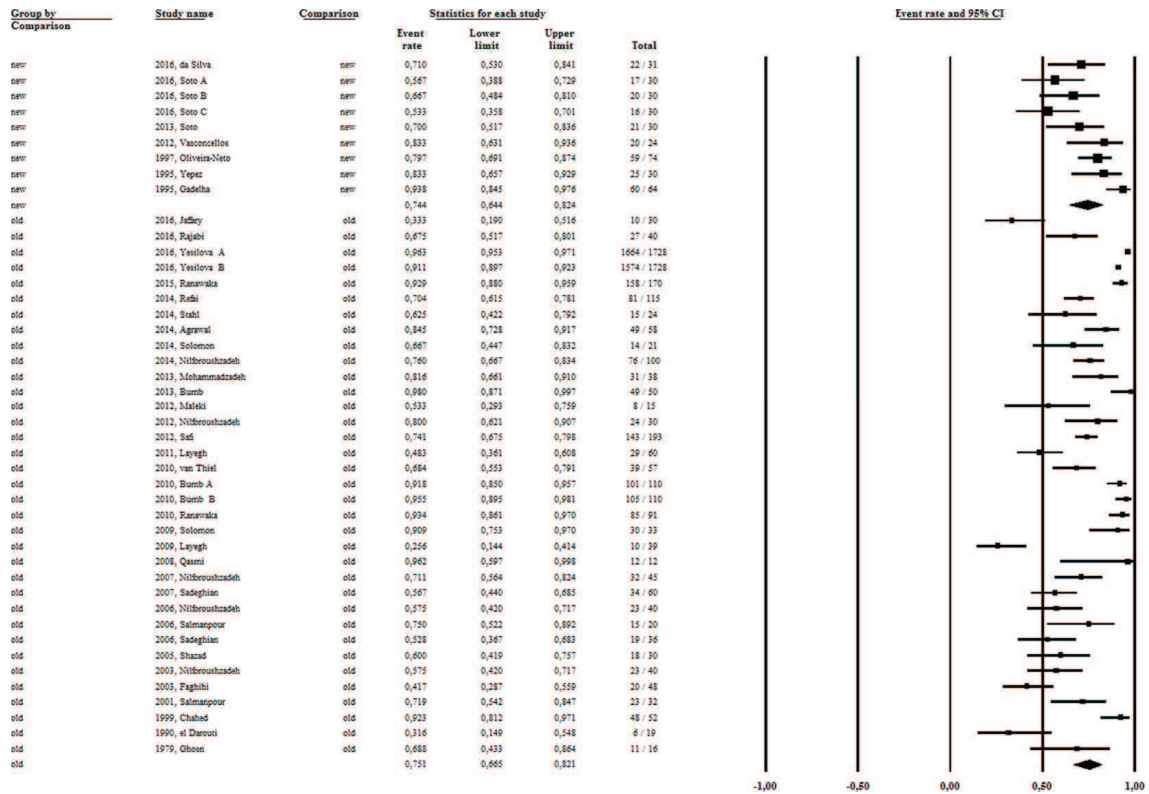 Group by Comparison Study name Comparison Statistics for each study Event rate and 95% CI
Event rate Lower limit Upper limit Total
new 2016, da Silva new 0,710 0,530 0,841 22 / 31
new 2016, Soto A new 0,567 0,388 0,729 17 / 30
new 2016, Soto B new 0,667 0,484 0,810 20 / 30
new 2016, Soto C new 0,533 0,358 0,701 16 / 30
new 2013, Soto new 0,700 0,517 0,836 21 / 30
new 2012, Vasconcellos new 0,833 0,631 0,936 20 / 24
new 1997, Oliveira-Neto new 0,797 0,691 0,874 59 / 74
new 1995, Yepez new 0,833 0,657 0,929 25 / 30
new 1995, Gadelha new 0,938 0,845 0,976 60 / 64
new 0,744 0,644 0,824
old 2016, Jaffery old 0,333 0,190 0,516 10 / 30
old 2016, Rajabi old 0,675 0,517 0,801 27 / 40
old 2016, Yesilova A old 0,963 0,953 0,971 1664 / 1728
old 2016, Yesilova B old 0,911 0,897 0,923 1574 / 1728
old 2015, Ranawaka old 0,929 0,880 0,959 158 / 170
old 2014, Refai old 0,704 0,615 0,781 81 / 115
old 2014, Stahl old 0,625 0,422 0,792 15 / 24
old 2014, Agrawal old 0,845 0,728 0,917 49 / 58
old 2014, Solomon old 0,667 0,447 0,832 14 / 21
old 2014, Nilfbroushzadeh old 0,760 0,667 0,834 76 / 100
old 2013, Mohammadzadeh old 0,816 0,661 0,910 31 / 38
old 2013, Bumb old 0,980 0,871 0,997 49 / 50
old 2012, Maleki old 0,533 0,293 0,759 8 / 15
old 2012, Nilfbroushzadeh old 0,800 0,621 0,907 24 / 30
old 2012, Safi old 0,741 0,675 0,798 143 / 193
old 2011, Layegh old 0,483 0,361 0,608 29 / 60
old 2010, van Thiel old 0,684 0,553 0,791 39 / 57
old 2010, Bumb A old 0,918 0,850 0,957 101 / 110
old 2010, Bumb B old 0,955 0,895 0,981 105 / 110
old 2010, Ranawaka old 0,934 0,861 0,970 85 / 91
old 2009, Solomon old 0,909 0,753 0,970 30 / 33
old 2009, Layegh old 0,256 0,144 0,414 10 / 39
old 2008, Qasmi old 0,962 0,597 0,998 12 / 12
old 2007, Nilfbroushzadeh old 0,711 0,564 0,824 32 / 45
old 2007, Sadeghian old 0,567 0,440 0,685 34 / 60
old 2006, Nilfbroushzadeh old 0,575 0,420 0,717 23 / 40
old 2006, Salmanpour old 0,750 0,522 0,892 15 / 20
old 2006, Sadeghian old 0,528 0,367 0,683 19 / 36
old 2005, Shazad old 0,600 0,419 0,757 18 / 30
old 2003, Nilfbroushzadeh old 0,575 0,420 0,717 23 / 40
old 2003, Faghihi old 0,417 0,287 0,559 20 / 48
old 2001, Salmanpour old 0,719 0,542 0,847 23 / 32
old 1999, Chahed old 0,923 0,812 0,971 48 / 52
old 1990, el Darouti old 0,316 0,149 0,548 6 / 19
old 1979, Ghosn old 0,688 0,433 0,864 11 / 16
old 0,751 0,665 0,821
-1,00 -0,50 0,00 0,50 1,00